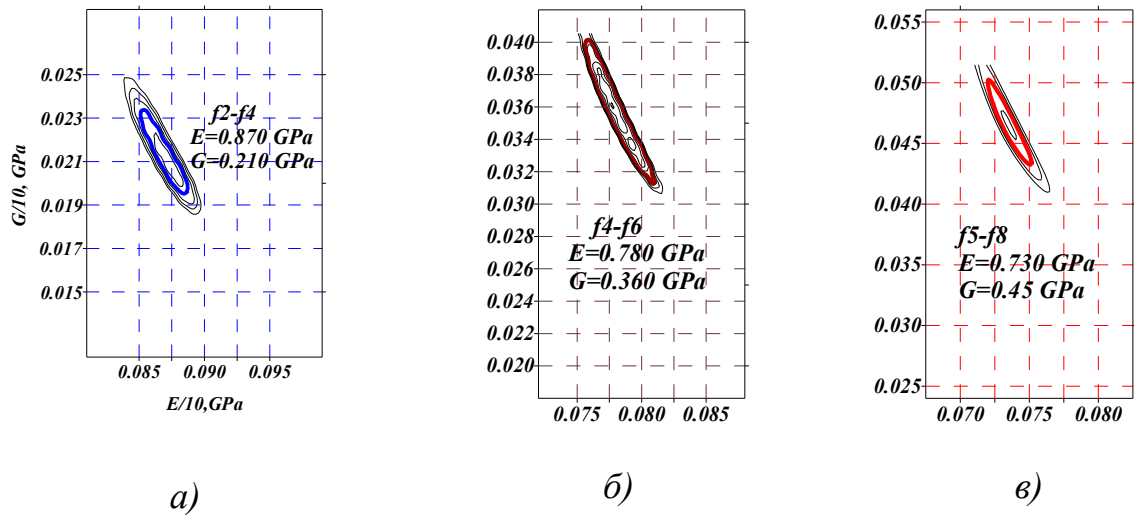 G/10, GPa
0.025
0.023
0.021
0.019
0.017
0.015
f2-f4
E=0.870 GPa
G=0.210 GPa
0.085 0.090 0.095
E/10,GPa
а)
0.040
0.038
0.036
0.034
0.032
0.030
0.028
0.026
0.024
0.022
0.020
f4-f6
E=0.780 GPa
G=0.360 GPa
0.075 0.080 0.085
б)
0.055
0.050
0.045
0.040
0.035
0.030
0.025
f5-f8
E=0.730 GPa
G=0.45 GPa
0.070 0.075 0.080
в)